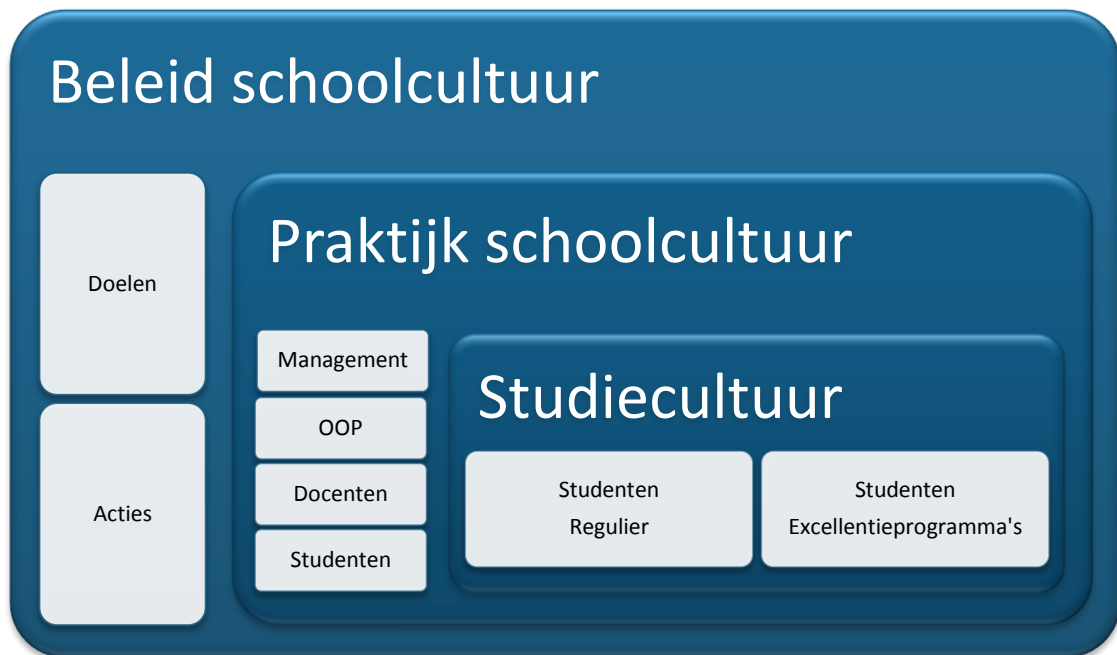 Beleid schoolcultuur
Doelen
Acties
Praktijk schoolcultuur
Management
OOP
Docenten
Studenten
Studiecultuur
Studenten
Regulier
Studenten
Excellentieprogramma's